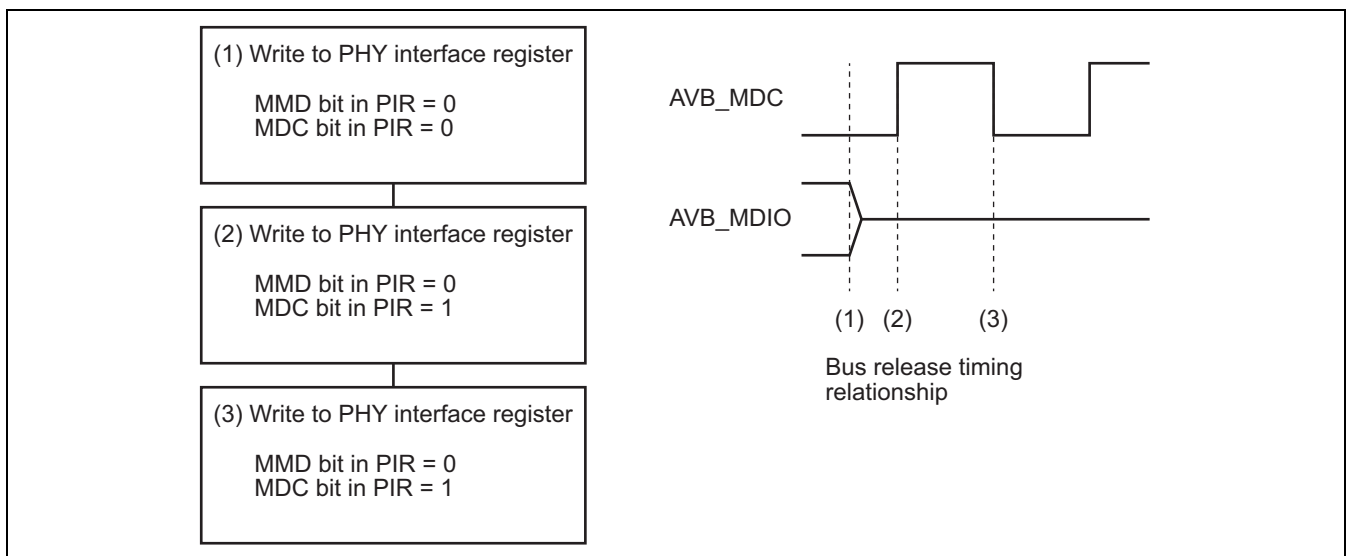 (1) Write to PHY interface register
MMD bit in PIR = 0
MDC bit in PIR = 0
(2) Write to PHY interface register
MMD bit in PIR = 0
MDC bit in PIR = 1
(3) Write to PHY interface register
MMD bit in PIR = 0
MDC bit in PIR = 1
AVB_MDC
AVB_MDIO
(1) (2) (3)
Bus release timing
relationship